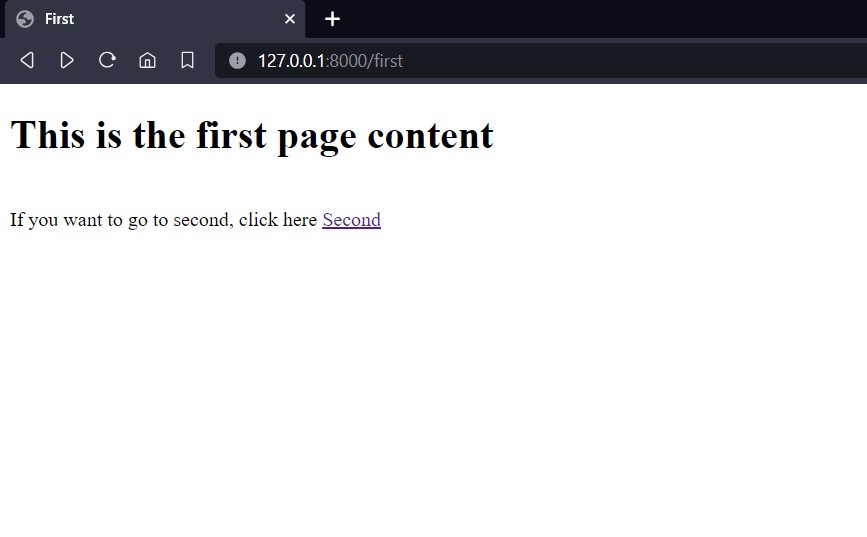 First
127.0.0.1:8000/first
This is the first page content
If you want to go to second, click here Second